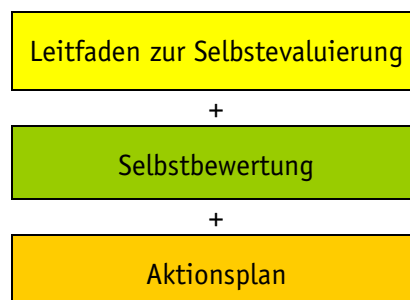 Leitfaden zur Selbstevaluierung
+
Selbstbewertung
+
Aktionsplan